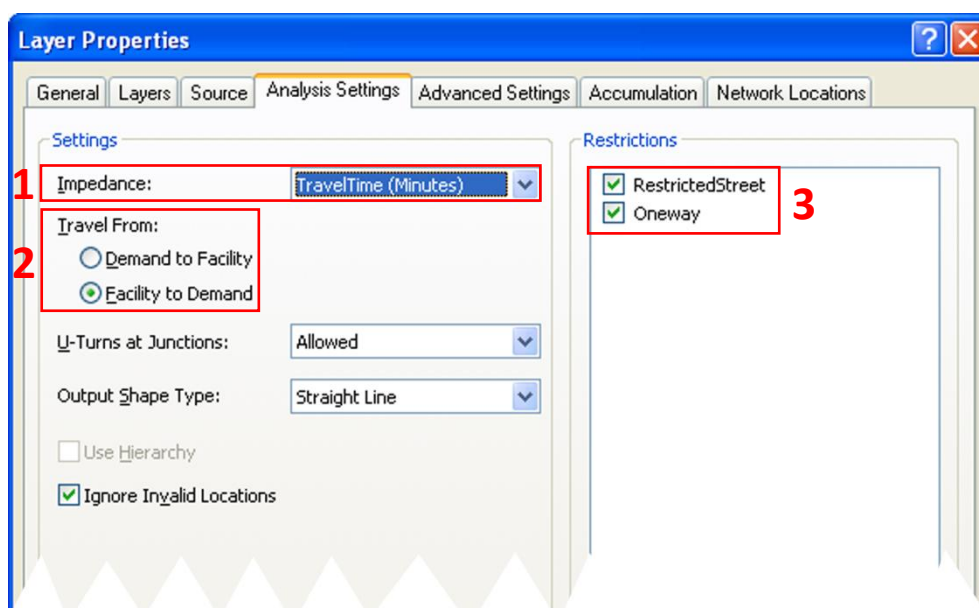 Layer Properties
General Layers Source Analysis Settings Advanced Settings Accumulation Network Locations
Settings
1 Impedance: TravelTime (Minutes)
2 Travel From:
Demand to Facility
Facility to Demand
U-Turns at Junctions: Allowed
Output Shape Type: Straight Line
Use Hierarchy
Ignore Invalid Locations
Restrictions
RestrictedStreet
Oneway
3